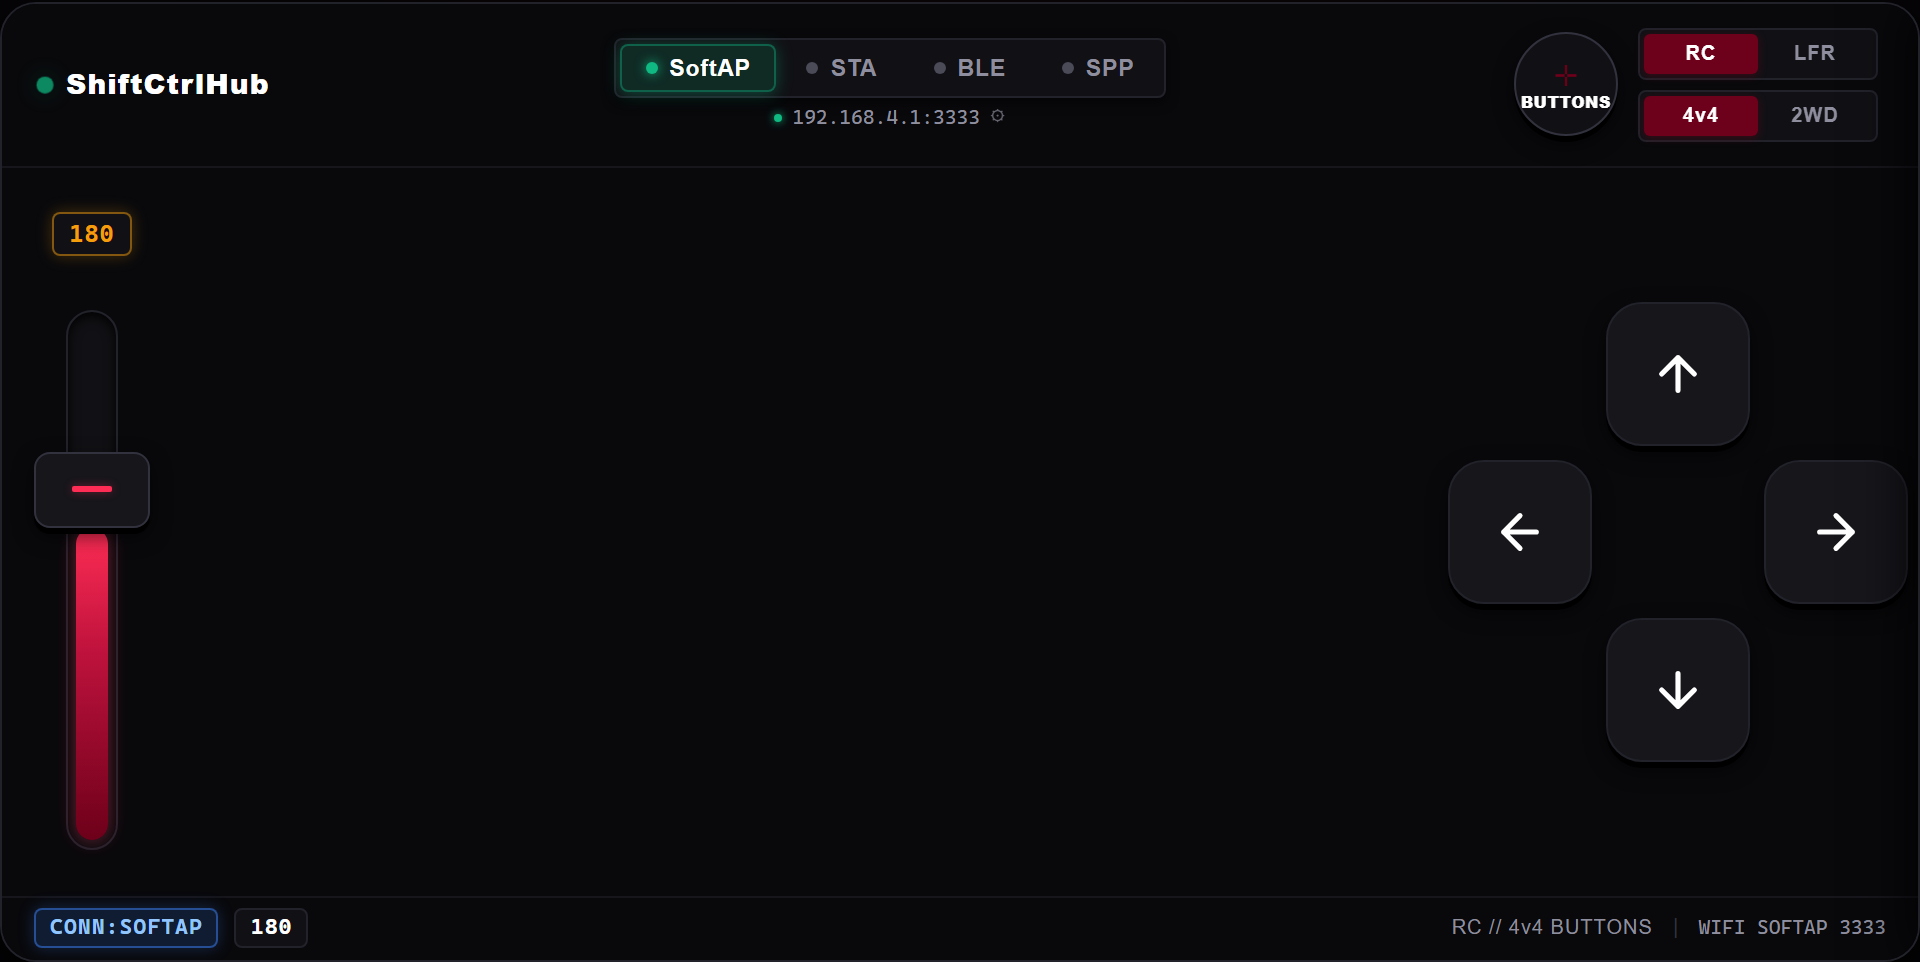 ShiftCtrlHub
SoftAP
STA
BLE
SPP
192.168.4.1:3333
BUTTONS
RC
LFR
4v4
2WD
180
CONN:SOFTAP
180
RC // 4v4 BUTTONS
WIFI SOFTAP 3333